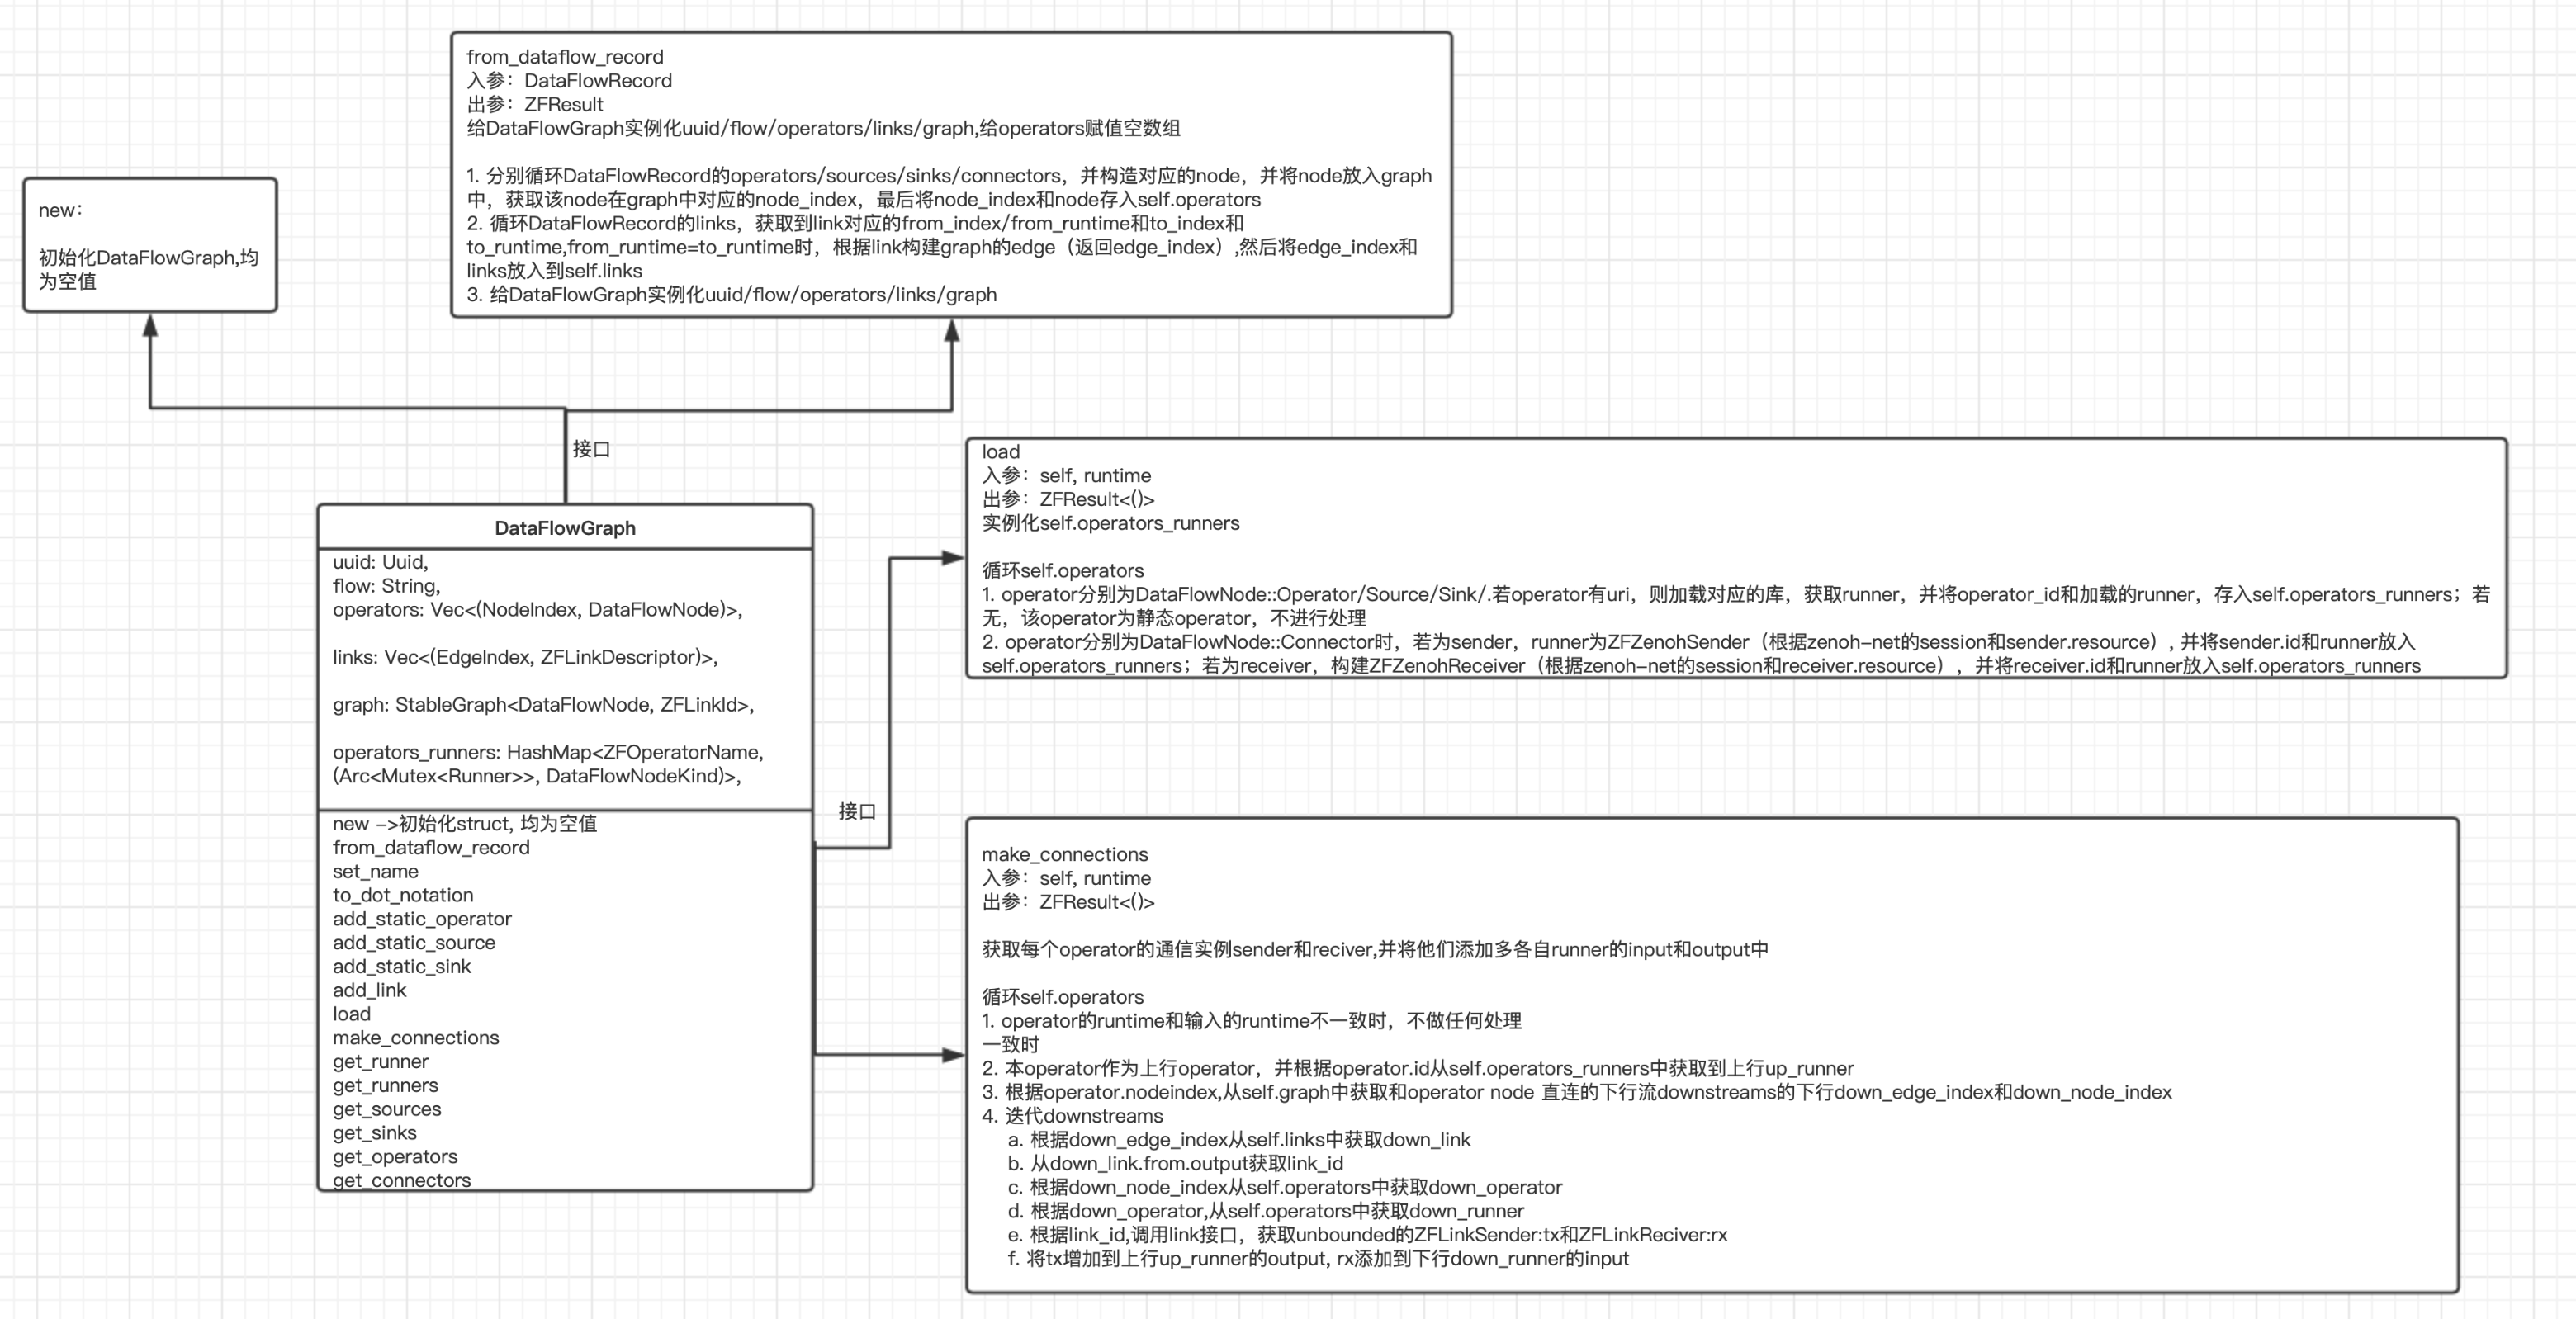 from_dataflow_record
入参：DataFlowRecord
出参：ZFResult
给DataFlowGraph实例化uuid/flow/operators/links/graph,给operators赋值空数组
1. 分别循环DataFlowRecord的operators/sources/sinks/connectors，并构造对应的node，并将node放入graph
中，获取该node在graph中对应的node_index，最后将node_index和node存入self.operators
2. 循环DataFlowRecord的links，获取到link对应的from_index/from_runtime和to_index和
to_runtime,from_runtime=to_runtime时，根据link构建graph的edge（返回edge_index）,然后将edge_index和
links放入到self.links
3. 给DataFlowGraph实例化uuid/flow/operators/links/graph
new：
初始化DataFlowGraph,均
为空值
接口
DataFlowGraph
uuid: Uuid,
flow: String,
operators: Vec<(NodeIndex, DataFlowNode)>,
links: Vec<(EdgeIndex, ZFLinkDescriptor)>,
graph: StableGraph<DataFlowNode, ZFLinkId>,
operators_runners: HashMap<ZFOperatorName,
(Arc<Mutex<Runner>>, DataFlowNodeKind)>,
new –>初始化struct, 均为空值
from_dataflow_record
set_name
to_dot_notation
add_static_operator
add_static_source
add_static_sink
add_link
load
make_connections
get_runner
get_runners
get_sources
get_sinks
get_operators
get_connectors
接口
load
入参：self, runtime
出参：ZFResult<()>
实例化self.operators_runners
循环self.operators
1. operator分别为DataFlowNode::Operator/Source/Sink/.若operator有uri，则加载对应的库，获取runner，并将operator_id和加载的runner，存入self.operators_runners；若
无，该operator为静态operator，不进行处理
2. operator分别为DataFlowNode::Connector时，若为sender，runner为ZFZenohSender（根据zenoh–net的session和sender.resource）, 并将sender.id和runner放入
self.operators_runners；若为receiver，构建ZFZenohReceiver（根据zenoh–net的session和receiver.resource），并将receiver.id和runner放入self.operators_runners
make_connections
入参：self, runtime
出参：ZFResult<()>
获取每个operator的通信实例sender和reciver,并将他们添加多各自runner的input和output中
循环self.operators
1. operator的runtime和输入的runtime不一致时，不做任何处理
一致时
2. 本operator作为上行operator，并根据operator.id从self.operators_runners中获取到上行up_runner
3. 根据operator.nodeindex,从self.graph中获取和operator node 直连的下行流downstreams的下行down_edge_index和down_node_index
4. 迭代downstreams
a. 根据down_edge_index从self.links中获取down_link
b. 从down_link.from.output获取link_id
c. 根据down_node_index从self.operators中获取down_operator
d. 根据down_operator,从self.operators中获取down_runner
e. 根据link_id,调用link接口，获取unbounded的ZFLinkSender:tx和ZFLinkReciver:rx
f. 将tx增加到上行up_runner的output, rx添加到下行down_runner的input